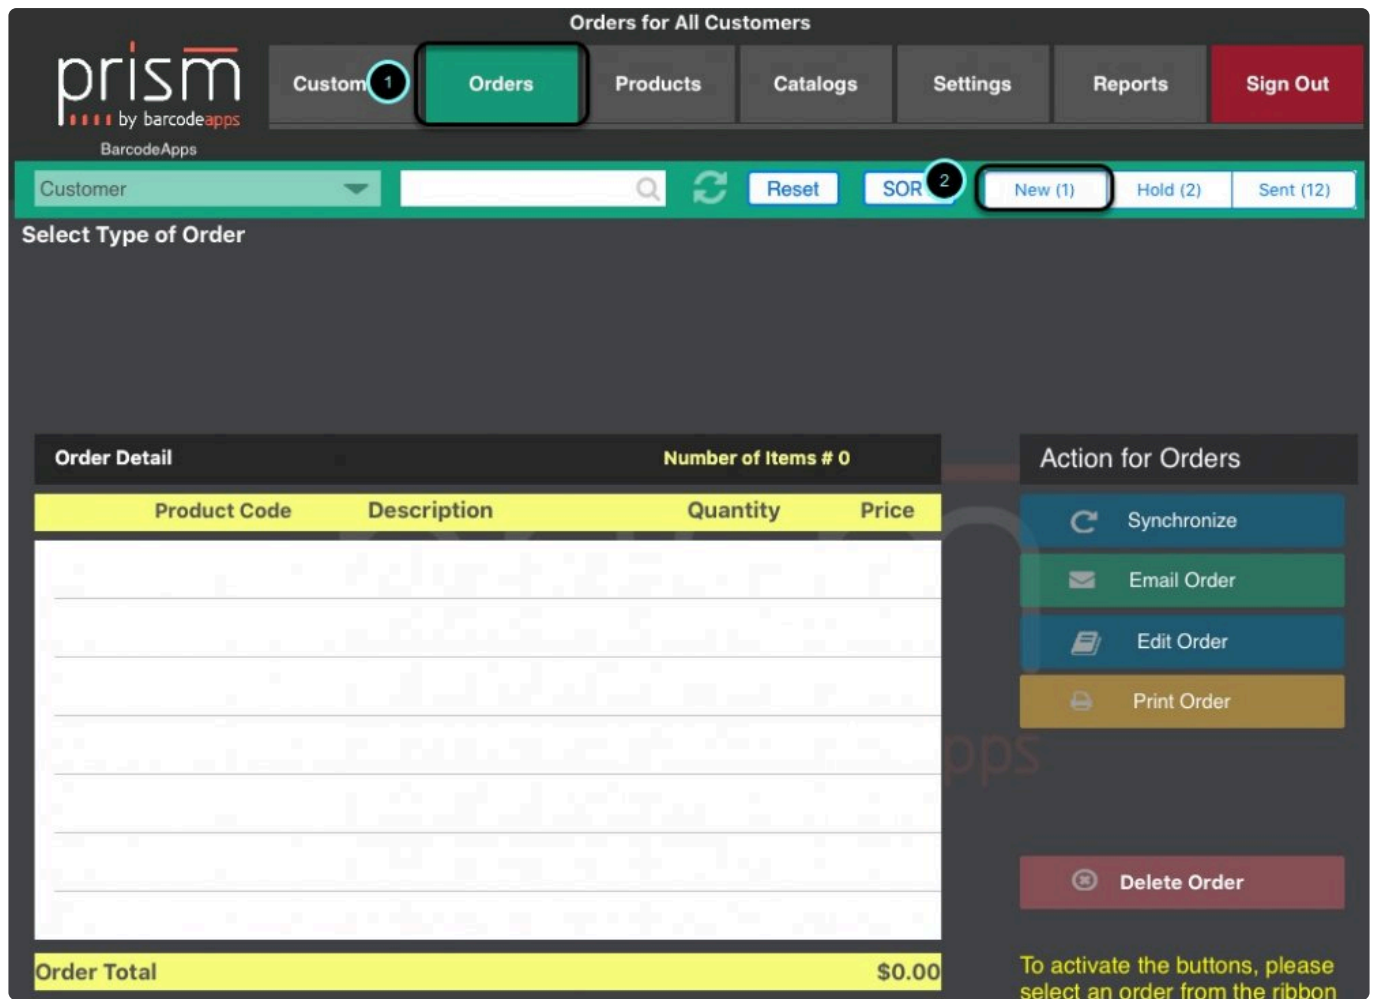 Orders for All Customers
prism
by barcodeapps
BarcodeApps
Custom 1 Orders Products Catalogs Settings Reports Sign Out
Customer Reset SOR 2 New (1) Hold (2) Sent (12)
Select Type of Order
Order Detail Number of Items # 0 Action for Orders
Product Code Description Quantity Price
Synchronize
Email Order
Edit Order
Print Order
apps
Delete Order
Order Total $0.00
To activate the buttons, please
select an order from the ribbon